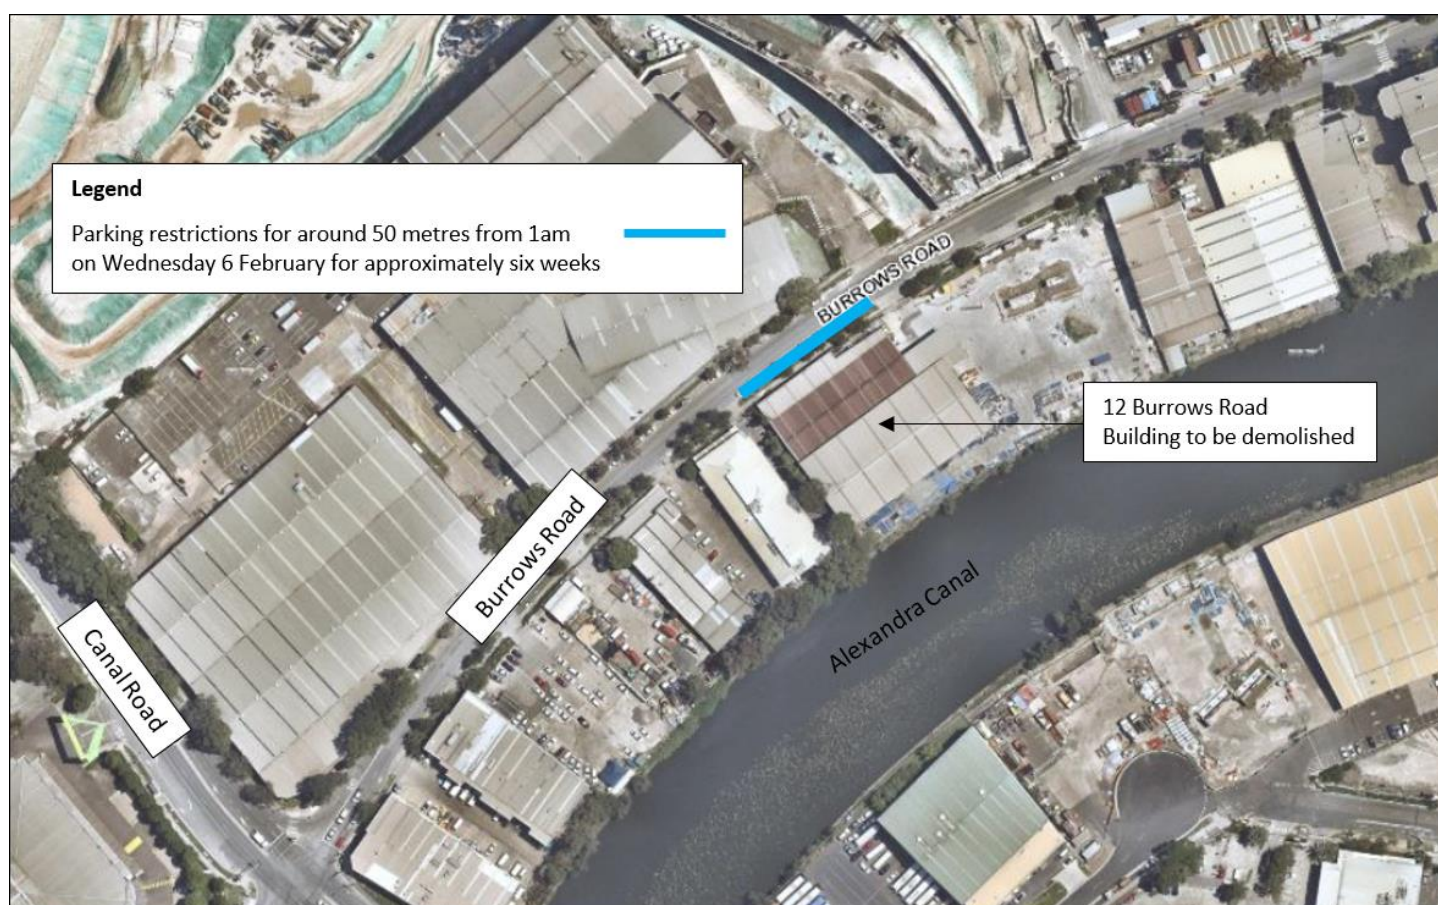 Legend
Parking restrictions for around 50 metres from 1am
on Wednesday 6 February for approximately six weeks
BURROWS ROAD
12 Burrows Road
Building to be demolished
Burrows Road
Alexandra Canal
Canal Road